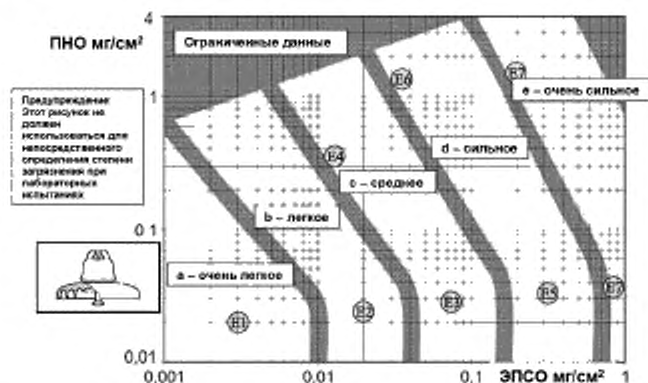 4
ПНО мг/см²
Ограниченные данные
E7
E6
е – очень сильное
Предупреждение
Этот рисунок не
должен
использоваться для
непосредственного
определения степени
загрязнения при
лабораторных
испытаниях
1
d – сильное
E4
с – среднее
b – легкое
0 1
а – очень легкое
E7
E5
E3
E2
E1
0,01
0.001
0.01
0.1
ЭПСО мг/см²
1